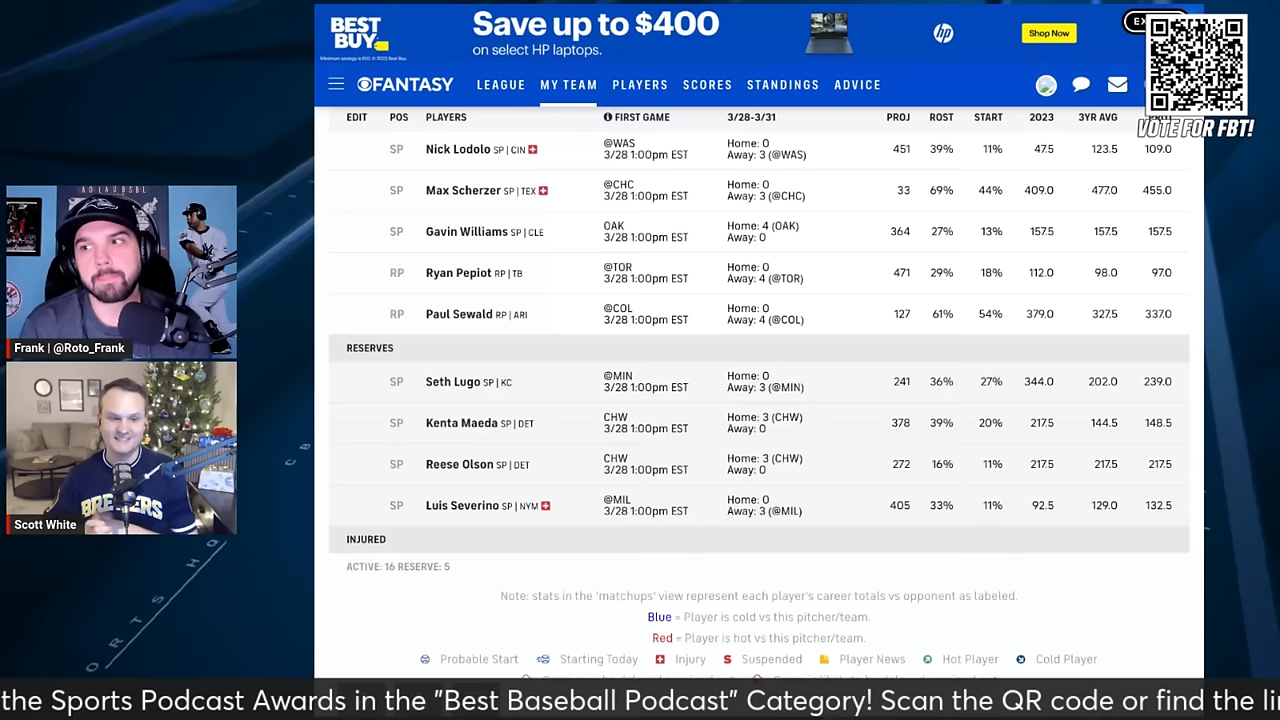 BEST BUY
Minimum savings is $10. © 2023 Best Buy.
Save up to $400
on select HP laptops.
hp
Shop Now
VOTE FOR FBT!
FANTASY LEAGUE MY TEAM PLAYERS SCORES STANDINGS ADVICE
EDIT POS PLAYERS FIRST GAME 3/28-3/31 PROJ ROST START 2023 3YR AVG
SP Nick Lodolo SP | CIN @WAS 3/28 1:00pm EST Home: 0 Away: 3 (@WAS) 451 39% 11% 47.5 123.5 109.0
SP Max Scherzer SP | TEX @CHC 3/28 1:00pm EST Home: 0 Away: 3 (@CHC) 33 69% 44% 409.0 477.0 455.0
SP Gavin Williams SP | CLE OAK 3/28 1:00pm EST Home: 4 (OAK) Away: 0 364 27% 13% 157.5 157.5 157.5
RP Ryan Pepiot RP | TB @TOR 3/28 1:00pm EST Home: 0 Away: 4 (@TOR) 471 29% 18% 112.0 98.0 97.0
RP Paul Sewald RP | ARI @COL 3/28 1:00pm EST Home: 0 Away: 4 (@COL) 127 61% 54% 379.0 327.5 337.0
RESERVES
SP Seth Lugo SP | KC @MIN 3/28 1:00pm EST Home: 0 Away: 3 (@MIN) 241 36% 27% 344.0 202.0 239.0
SP Kenta Maeda SP | DET CHW 3/28 1:00pm EST Home: 3 (CHW) Away: 0 378 39% 20% 217.5 144.5 148.5
SP Reese Olson SP | DET CHW 3/28 1:00pm EST Home: 3 (CHW) Away: 0 272 16% 11% 217.5 217.5 217.5
SP Luis Severino SP | NYM @MIL 3/28 1:00pm EST Home: 0 Away: 3 (@MIL) 405 33% 11% 92.5 129.0 132.5
INJURED
ACTIVE: 16 RESERVE: 5
Note: stats in the 'matchups' view represent each player's career totals vs opponent as labeled.
Blue = Player is cold vs this pitcher/team.
Red = Player is hot vs this pitcher/team.
Probable Start Starting Today Injury S Suspended Player News Hot Player Cold Player
Frank | @Roto_Frank
BREWERS
Scott White
the Sports Podcast Awards in the "Best Baseball Podcast" Category! Scan the QR code or find the